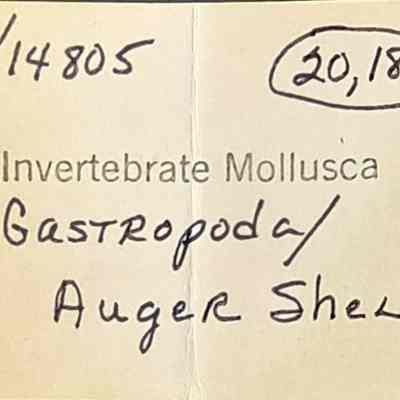 /14805 20,18
Invertebrate Mollusca
Gastropoda/
Auger Shel